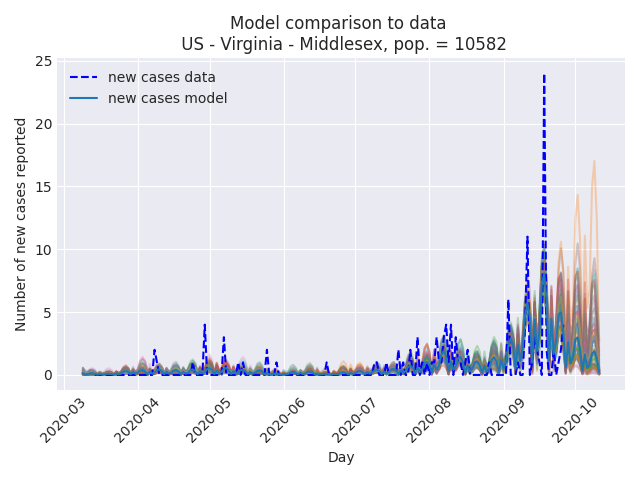 Model comparison to data
US - Virginia - Middlesex, pop. = 10582
new cases data
new cases model
Number of new cases reported
25
20
15
10
5
0
2020-03
2020-04
2020-05
2020-06
2020-07
2020-08
2020-09
2020-10
Day